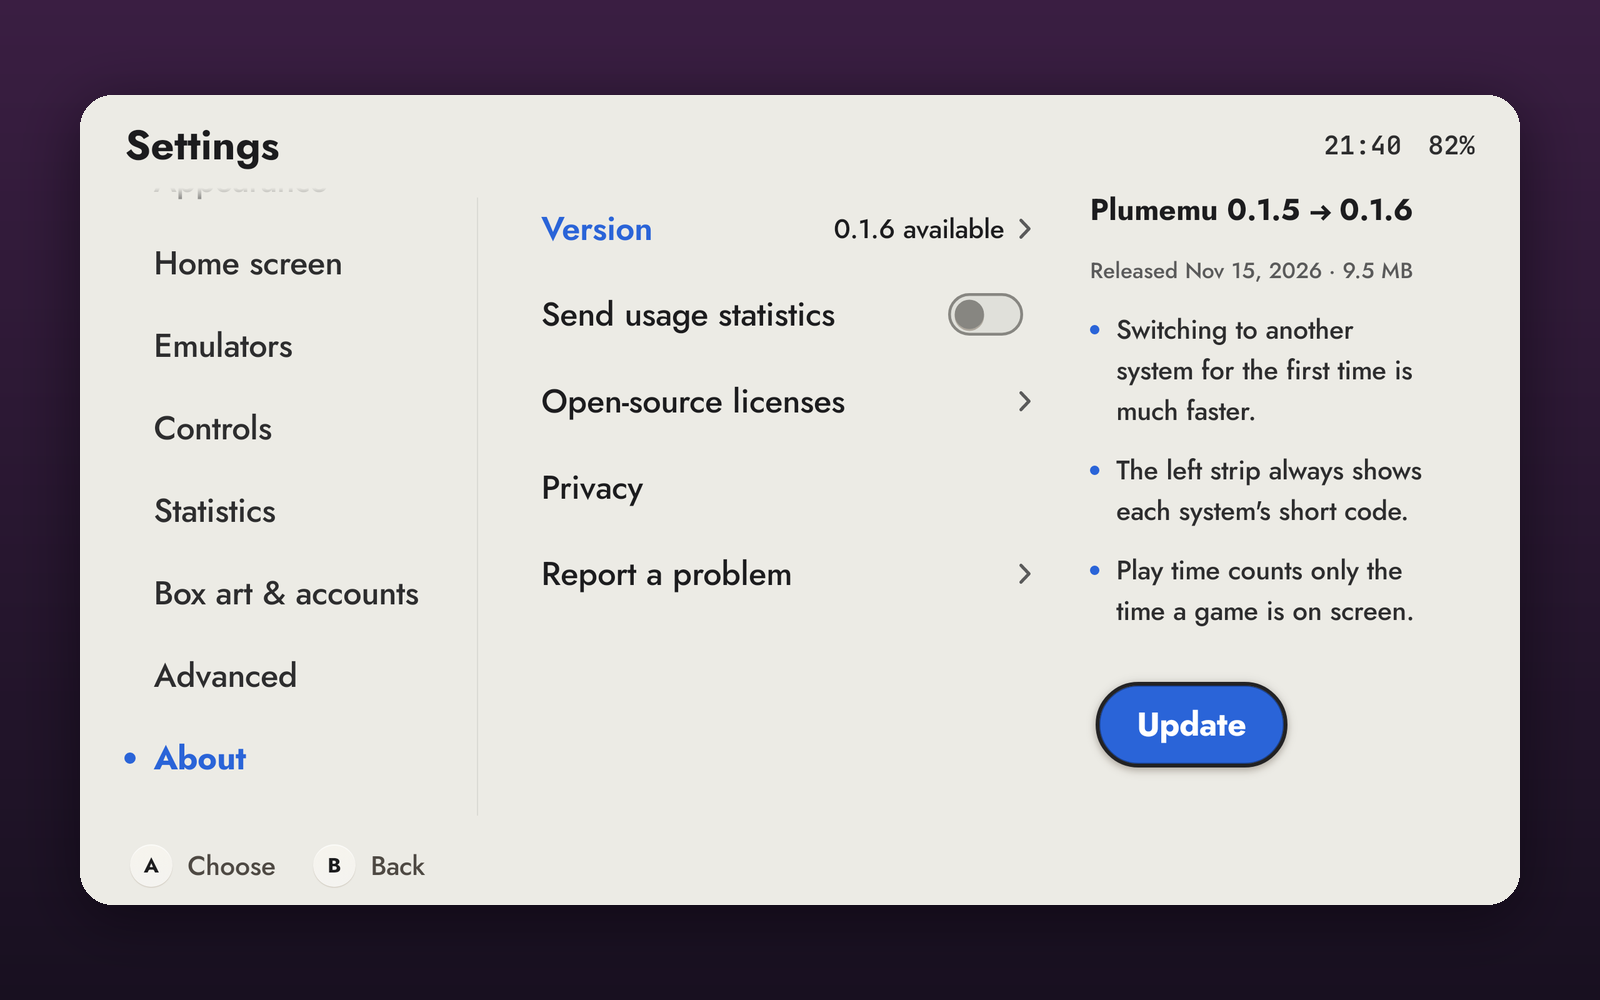 Settings
21:40 82%
Appearance
Home screen
Emulators
Controls
Statistics
Box art & accounts
Advanced
About
Version
0.1.6 available
Send usage statistics
Open-source licenses
Privacy
Report a problem
Plumemu 0.1.5 → 0.1.6
Released Nov 15, 2026 · 9.5 MB
• Switching to another
system for the first time is
much faster.
• The left strip always shows
each system's short code.
• Play time counts only the
time a game is on screen.
Update
A Choose B Back